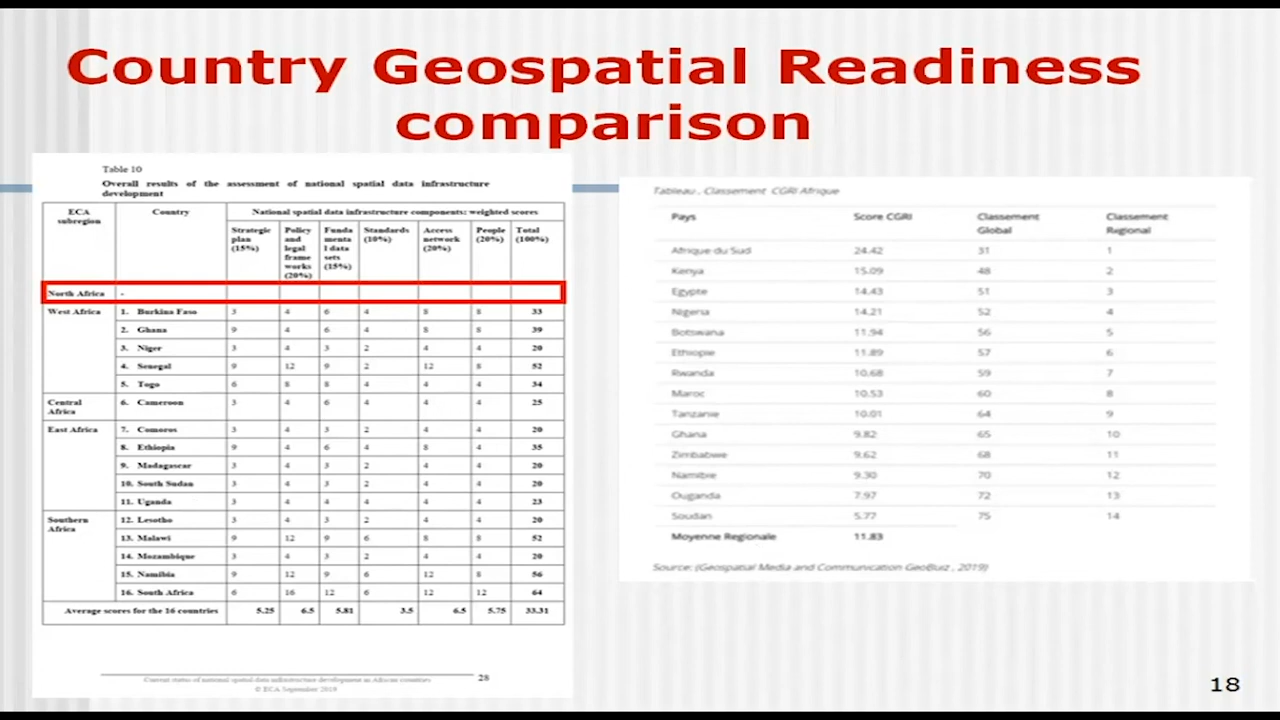 Country Geospatial Readiness
comparison
Table 10
Overall results of the assessment of national spatial data infrastructure
development
ECA subregion Country National spatial data infrastructure components: weighted scores
Strategic plan (15%) Policy and legal frame works (20%) Funda menta l data sets (15%) Standards (10%) Access network (20%) People (20%) Total (100%)
North Africa -
West Africa 1. Burkina Faso 3 4 6 4 8 8 33
2. Ghana 9 4 6 4 8 8 39
3. Niger 3 4 3 2 4 4 20
4. Senegal 9 12 9 2 12 8 52
5. Togo 6 8 8 4 4 4 34
Central Africa 6. Cameroon 3 4 6 4 4 4 25
East Africa 7. Comoros 3 4 3 2 4 4 20
8. Ethiopia 9 4 6 4 8 4 35
9. Madagascar 3 4 3 2 4 4 20
10. South Sudan 3 4 3 2 4 4 20
11. Uganda 3 4 4 4 4 4 23
Southern Africa 12. Lesotho 3 4 3 2 4 4 20
13. Malawi 9 12 9 6 8 8 52
14. Mozambique 3 4 3 2 4 4 20
15. Namibia 9 12 9 6 12 8 56
16. South Africa 6 16 12 6 12 12 64
Average scores for the 16 countries 5.25 6.5 5.81 3.5 6.5 5.75 33.31
Current status of national spatial data infrastructure development in African countries
© ECA September 2019
28
Tableau . Classement CGRI Afrique
Pays Score CGRI Classement Global Classement Regional
Afrique du Sud 24.42 31 1
Kenya 15.09 48 2
Egypte 14.43 51 3
Nigeria 14.21 52 4
Botswana 11.94 56 5
Ethiopie 11.89 57 6
Rwanda 10.68 59 7
Maroc 10.53 60 8
Tanzanie 10.01 64 9
Ghana 9.82 65 10
Zimbabwe 9.62 68 11
Namibie 9.30 70 12
Ouganda 7.97 72 13
Soudan 5.77 75 14
Moyenne Regionale 11.83
Source: (Geospatial Media and Communication GeoBuiz , 2019)
18